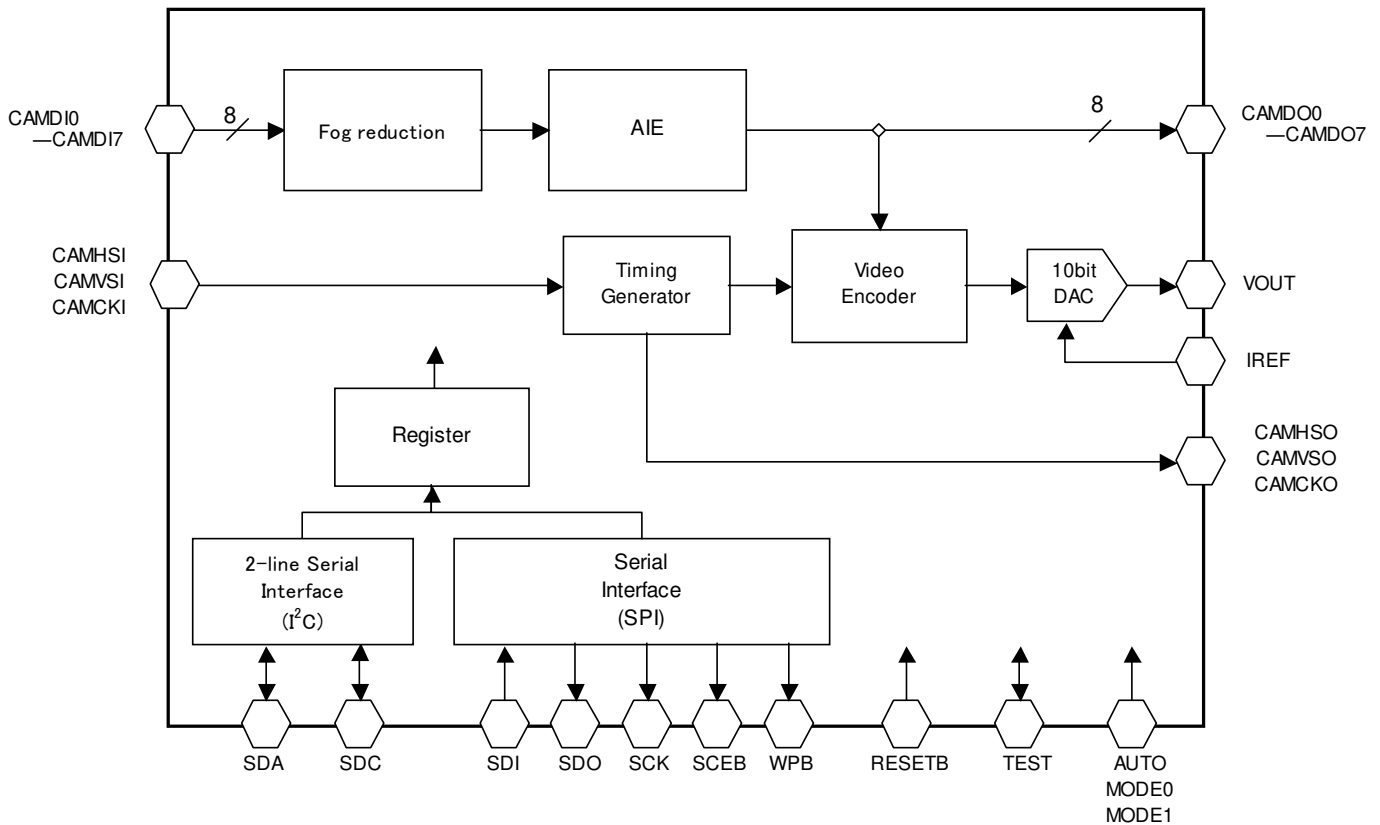 CAMDI0
—CAMDI7
8
Fog reduction
AIE
8
CAMDO0
—CAMDO7
CAMHSI
CAMVSI
CAMCKI
Timing
Generator
Video
Encoder
10bit
DAC
VOUT
IREF
Register
CAMHSO
CAMVSO
CAMCKO
2-line Serial
Interface
(I²C)
Serial
Interface
(SPI)
SDA
SDC
SDI
SDO
SCK
SCEB
WPB
RESETB
TEST
AUTO
MODE0
MODE1